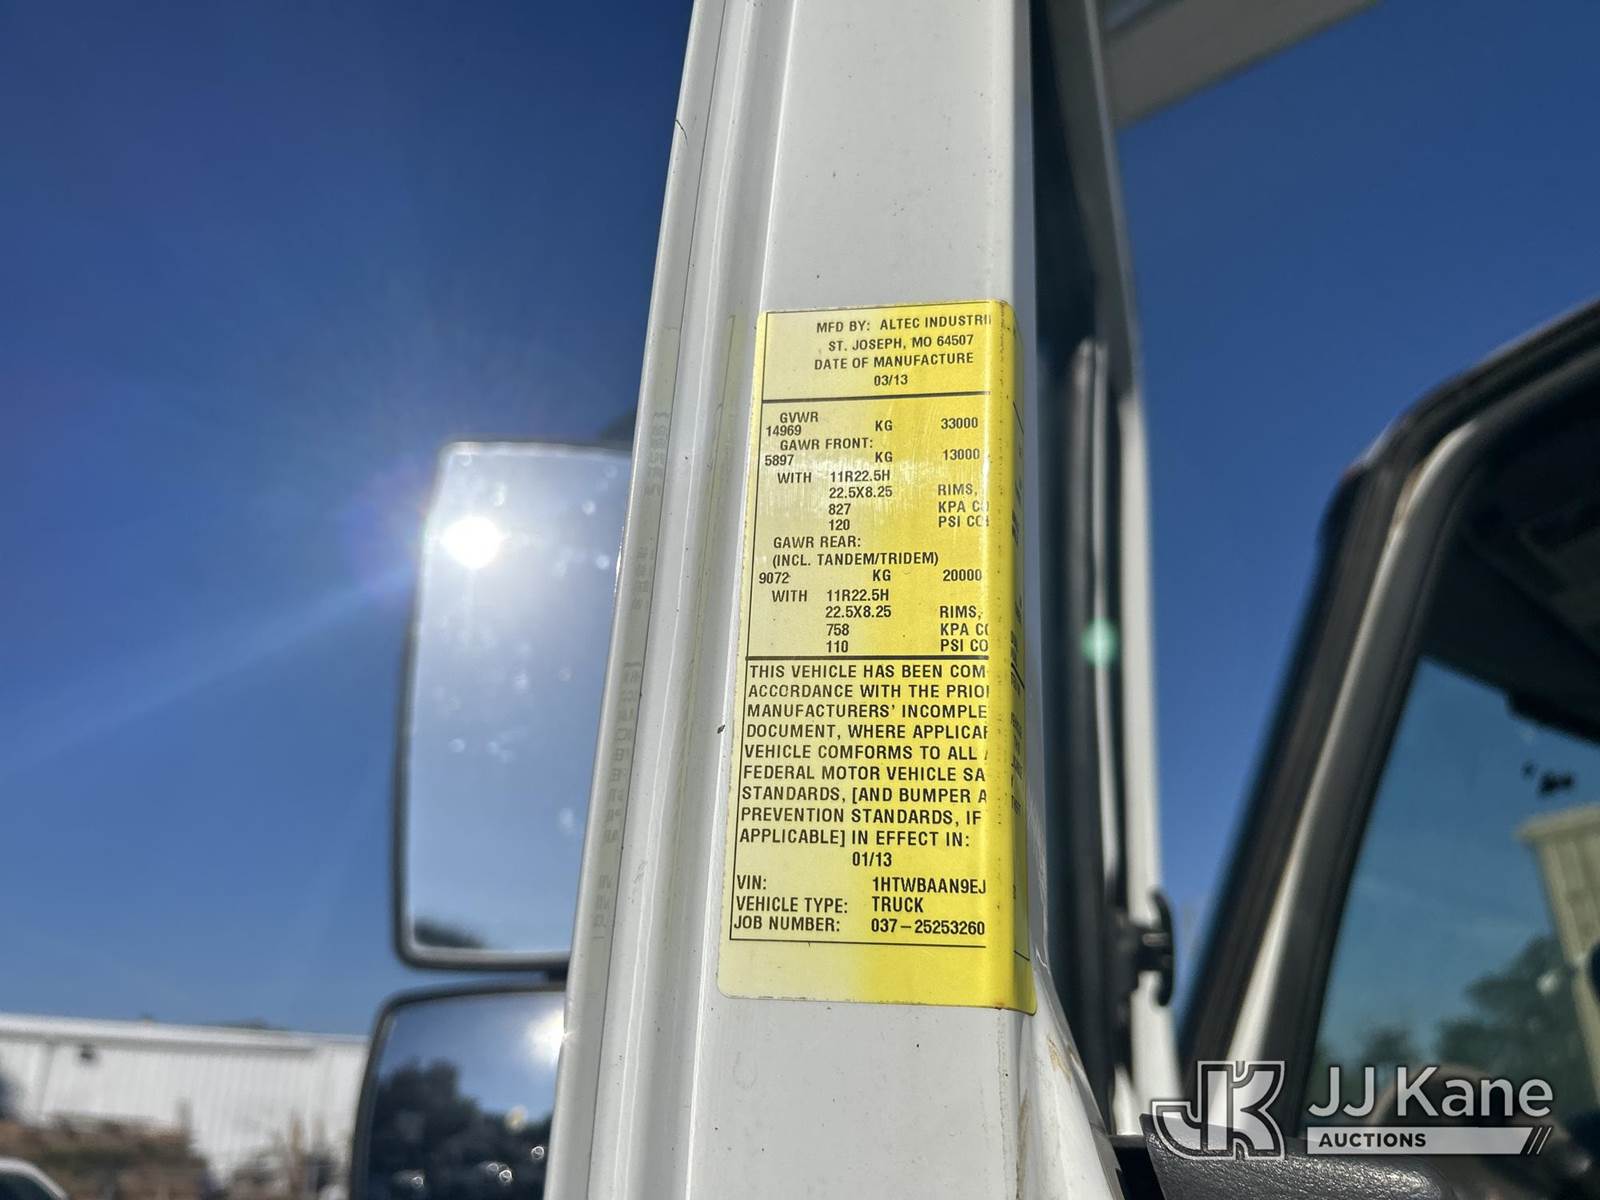 MFD BY: ALTEC INDUSTRI
ST. JOSEPH, MO 64507
DATE OF MANUFACTURE
03/13
GVWR
14969 KG 33000
GAWR FRONT:
5897 KG 13000
WITH 11R22.5H
22.5X8.25 RIMS,
827 KPA CO
120 PSI CO
GAWR REAR:
(INCL. TANDEM/TRIDEM)
9072 KG 20000
WITH 11R22.5H
22.5X8.25 RIMS,
758 KPA CO
110 PSI CO
THIS VEHICLE HAS BEEN COM
ACCORDANCE WITH THE PRIO
MANUFACTURERS' INCOMPLE
DOCUMENT, WHERE APPLICA
VEHICLE COMFORMS TO ALL
FEDERAL MOTOR VEHICLE SA
STANDARDS, [AND BUMPER A
PREVENTION STANDARDS, IF
APPLICABLE] IN EFFECT IN:
01/13
VIN: 1HTWBAAN9EJ
VEHICLE TYPE: TRUCK
JOB NUMBER: 037-25253260
JK JJ Kane
AUCTIONS